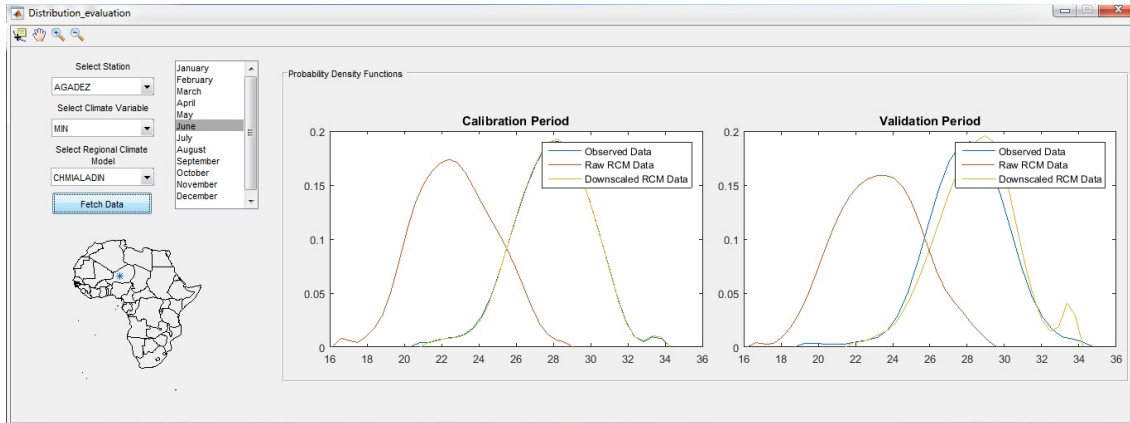 Distribution_evaluation
Select Station
AGADEZ
Select Climate Variable
MIN
Select Regional Climate
Model
CHMIALADIN
Fetch Data
January
February
March
April
May
June
July
August
September
October
November
December
Probability Density Functions
Calibration Period
0.2
0.15
0.1
0.05
0
16 18 20 22 24 26 28 30 32 34 36
Observed Data
Raw RCM Data
Downscaled RCM Data
Validation Period
0.2
0.15
0.1
0.05
0
16 18 20 22 24 26 28 30 32 34 36
Observed Data
Raw RCM Data
Downscaled RCM Data